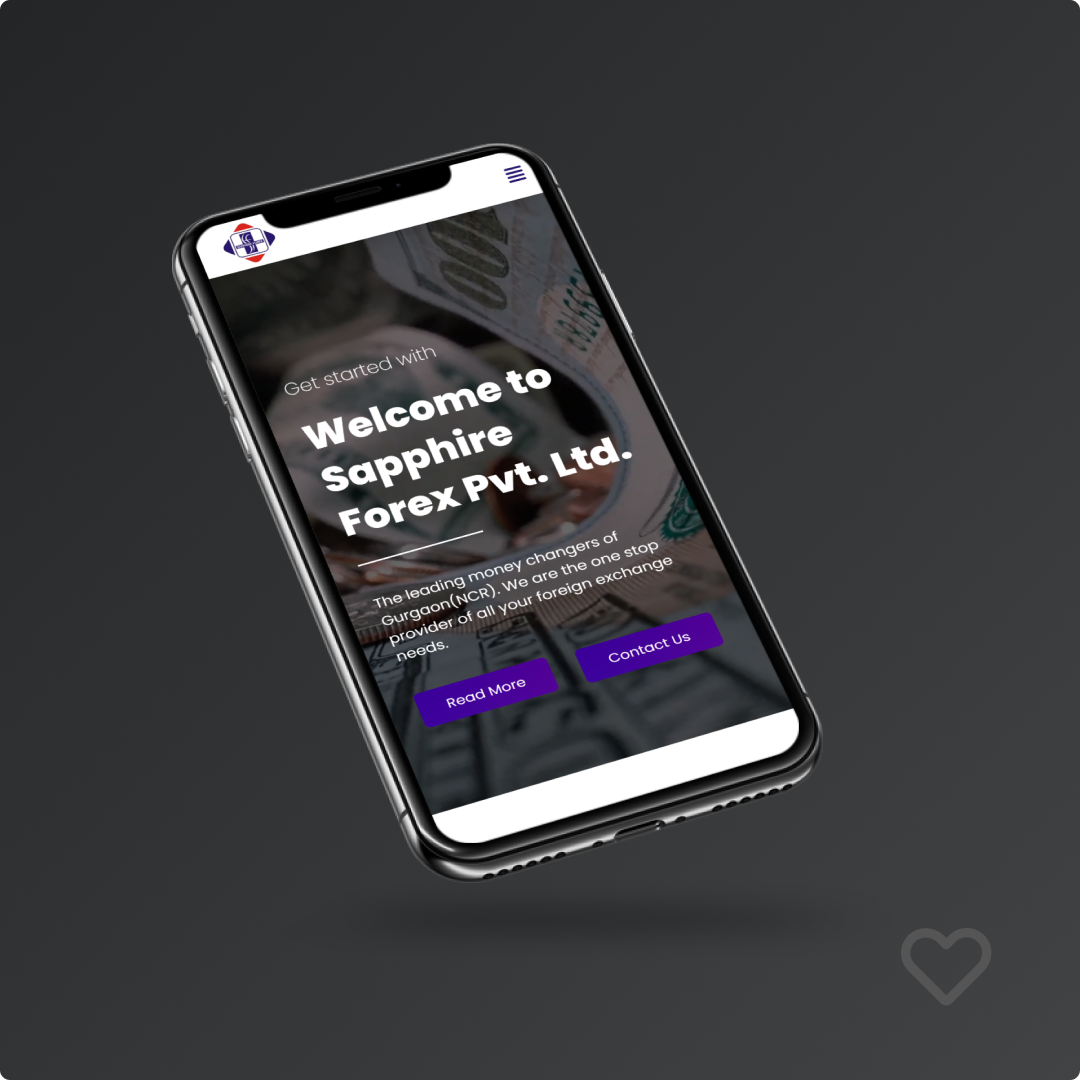 Get started with
Welcome to
Sapphire
Forex Pvt. Ltd.
The leading money changers of
Gurgaon(NCR). We are the one stop
provider of all your foreign exchange
needs.
Read More
Contact Us